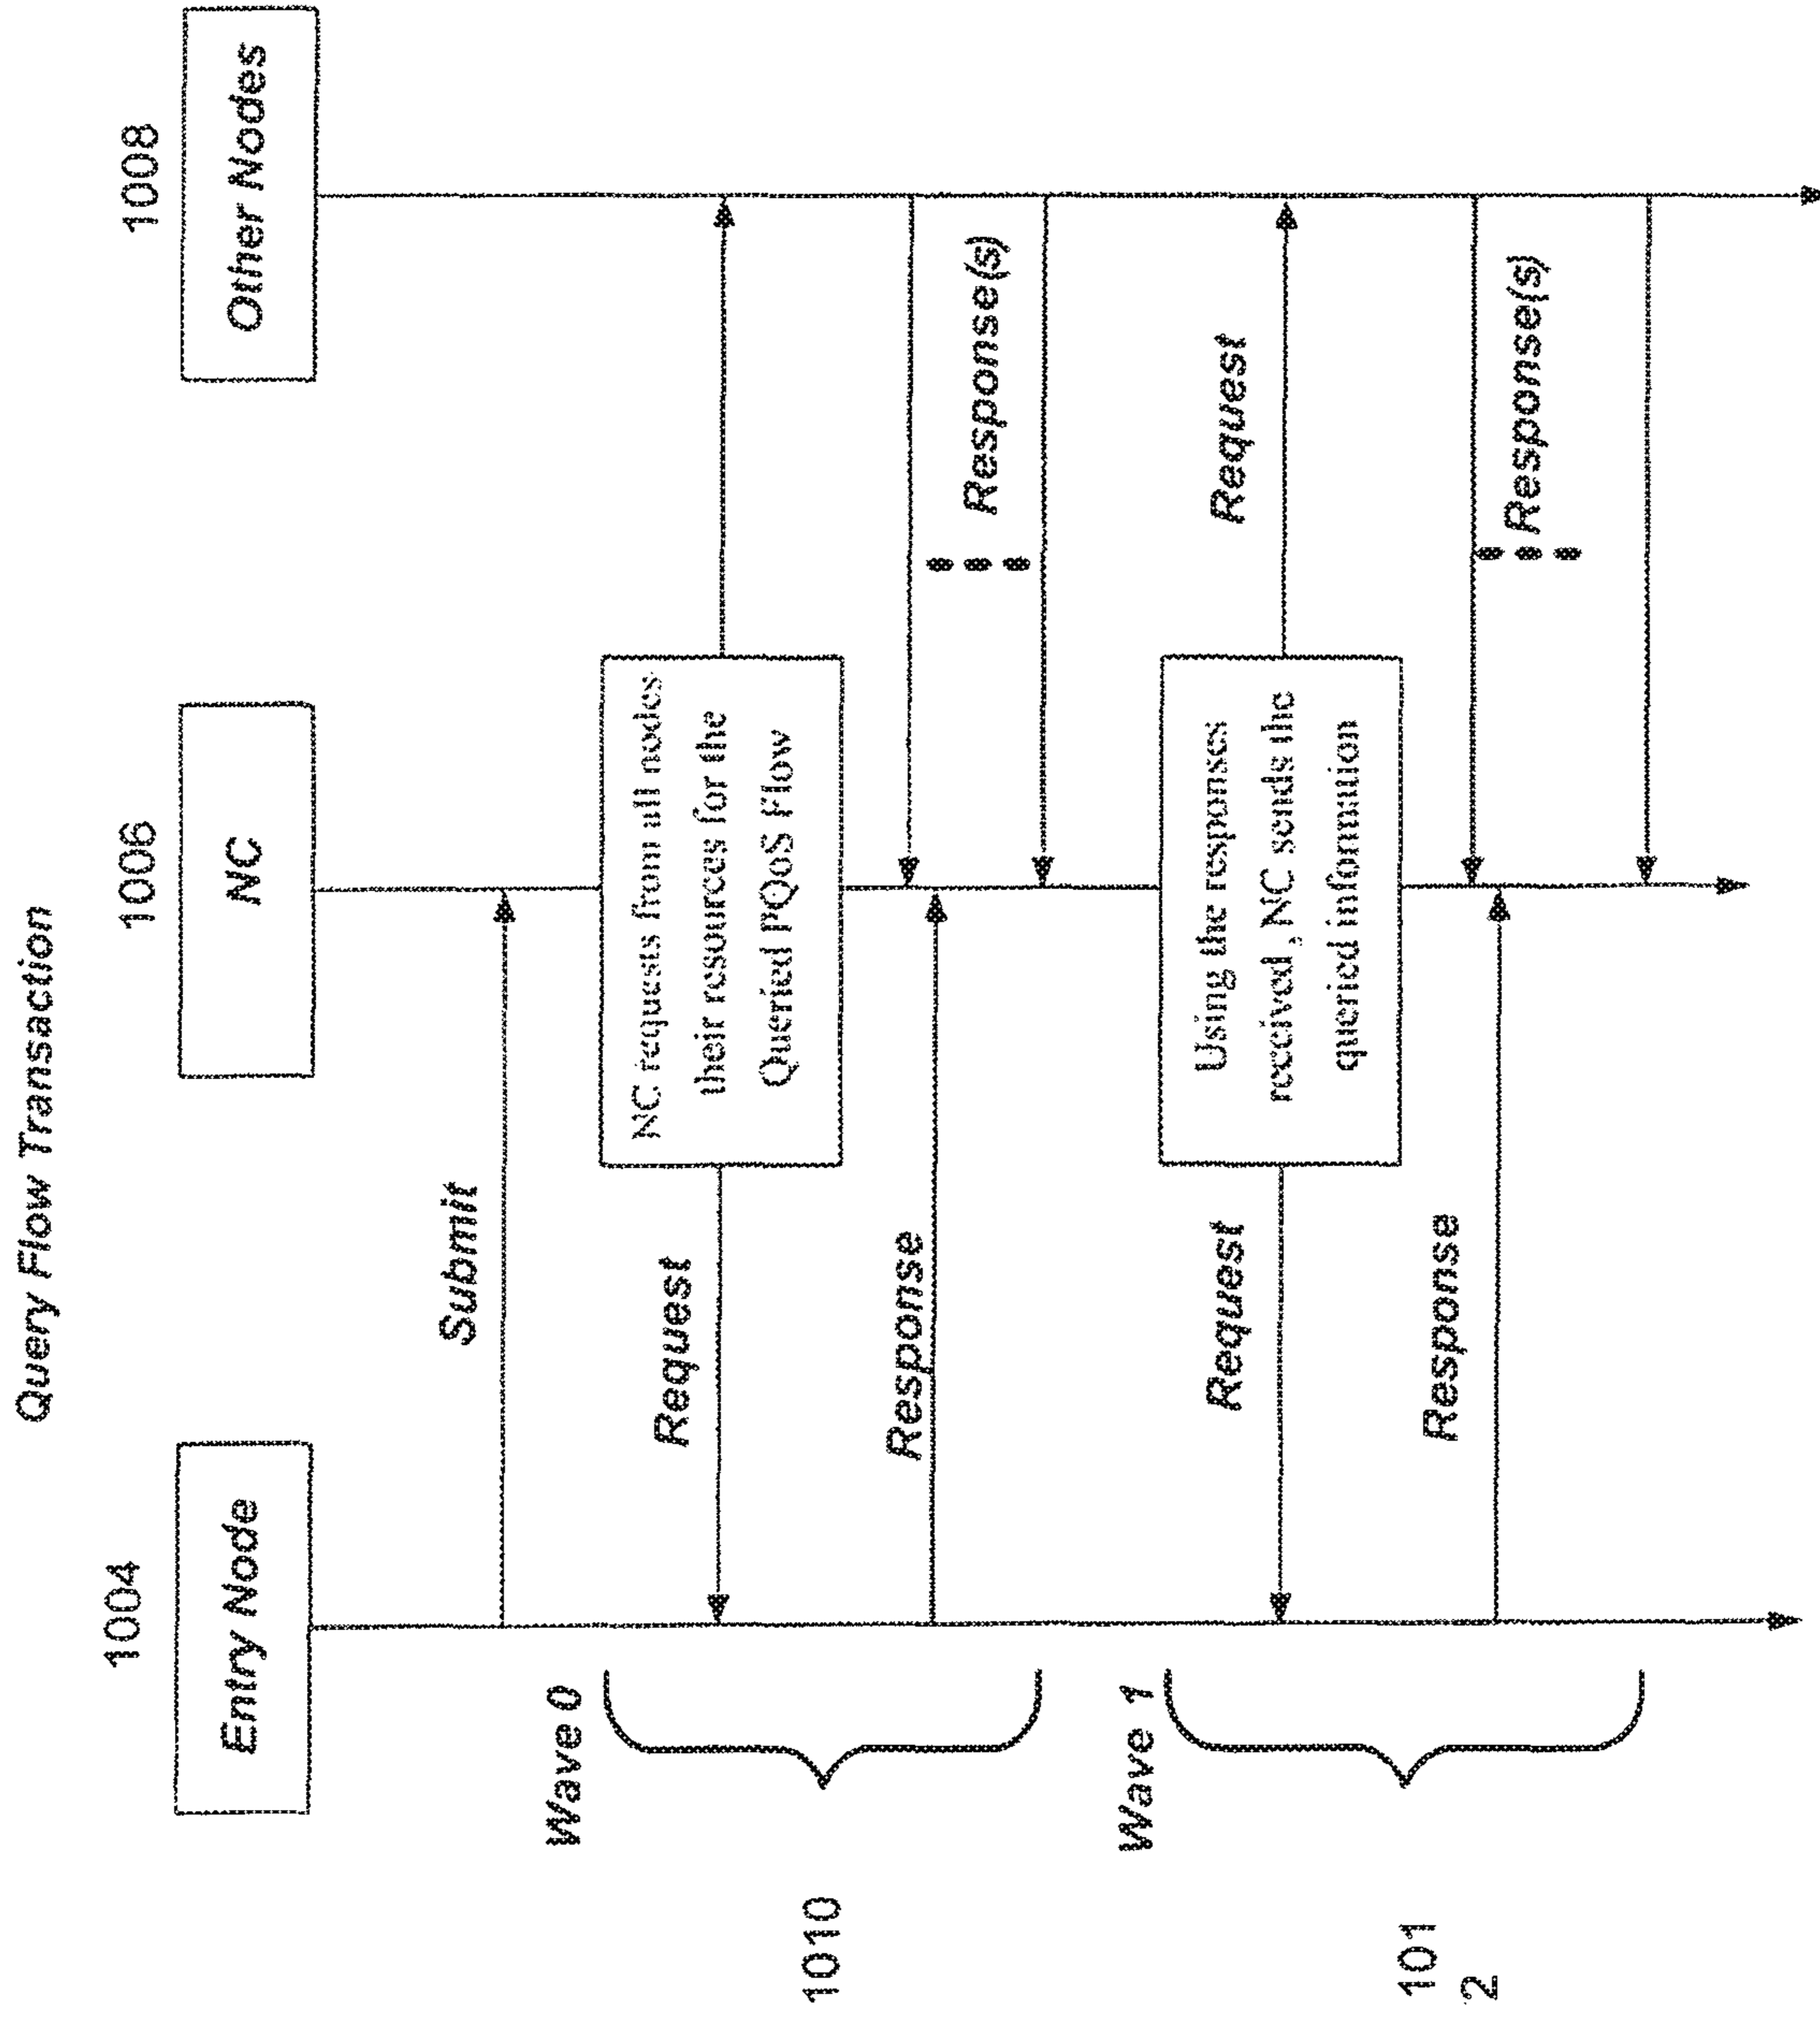 Query Flow Transaction
1004
1006
1008
Entry Node
NC
Other Nodes
Submit
Wave 0
NC requests from all nodes
their resources for the
Queried PQoS Flow
Request
Response
Response(s)
1010
Wave 1
Using the responses
received, NC sends the
queried information
Request
Request
Response
Response(s)
101
2